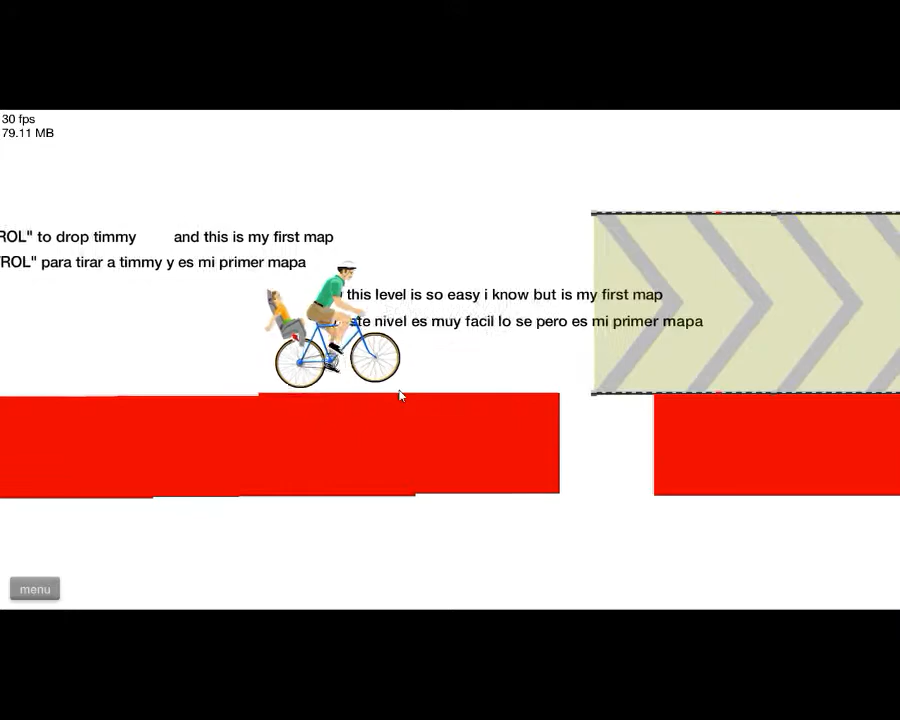 30 fps
79.11 MB
ROL" to drop timmy and this is my first map
ROL" para tirar a timmy y es mi primer mapa
this level is so easy i know but is my first map
te nivel es muy facil lo se pero es mi primer mapa
menu